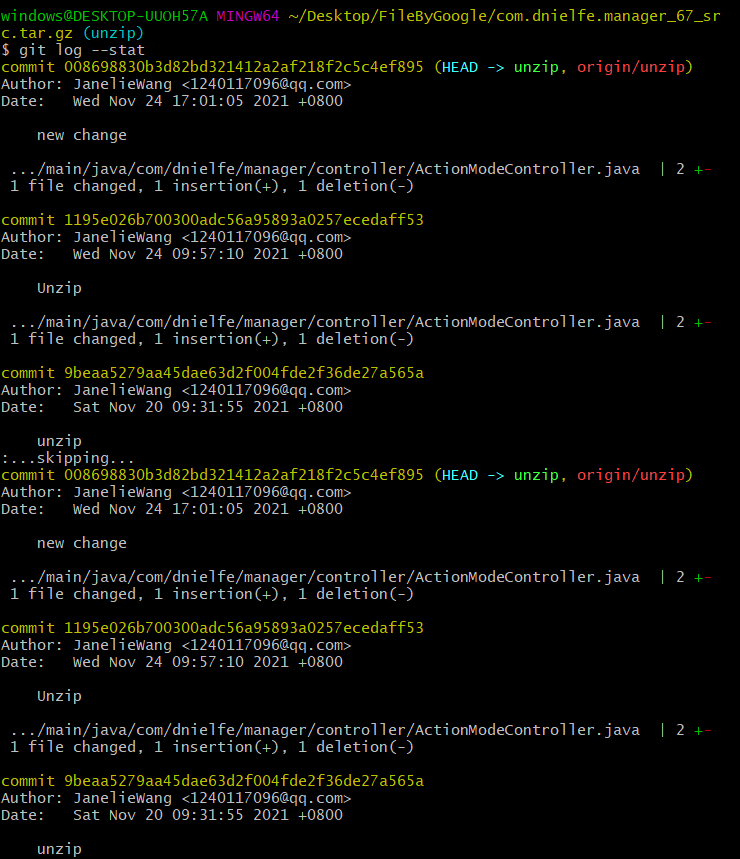 windows@DESKTOP-UUOH57A MINGW64 ~/Desktop/FileByGoogle/com.dnielfe.manager_67_sr
c.tar.gz (unzip)
$ git log --stat
commit 008698830b3d82bd321412a2af218f2c5c4ef895 (HEAD -> unzip, origin/unzip)
Author: JanelieWang <1240117096@qq.com>
Date:   Wed Nov 24 17:01:05 2021 +0800

    new change

 .../main/java/com/dnielfe/manager/controller/ActionModeController.java  | 2 +-
 1 file changed, 1 insertion(+), 1 deletion(-)

commit 1195e026b700300adc56a95893a0257ecedaff53
Author: JanelieWang <1240117096@qq.com>
Date:   Wed Nov 24 09:57:10 2021 +0800

    Unzip

 .../main/java/com/dnielfe/manager/controller/ActionModeController.java  | 2 +-
 1 file changed, 1 insertion(+), 1 deletion(-)

commit 9beaa5279aa45dae63d2f004fde2f36de27a565a
Author: JanelieWang <1240117096@qq.com>
Date:   Sat Nov 20 09:31:55 2021 +0800

    unzip
:...skipping...
commit 008698830b3d82bd321412a2af218f2c5c4ef895 (HEAD -> unzip, origin/unzip)
Author: JanelieWang <1240117096@qq.com>
Date:   Wed Nov 24 17:01:05 2021 +0800

    new change

 .../main/java/com/dnielfe/manager/controller/ActionModeController.java  | 2 +-
 1 file changed, 1 insertion(+), 1 deletion(-)

commit 1195e026b700300adc56a95893a0257ecedaff53
Author: JanelieWang <1240117096@qq.com>
Date:   Wed Nov 24 09:57:10 2021 +0800

    Unzip

 .../main/java/com/dnielfe/manager/controller/ActionModeController.java  | 2 +-
 1 file changed, 1 insertion(+), 1 deletion(-)

commit 9beaa5279aa45dae63d2f004fde2f36de27a565a
Author: JanelieWang <1240117096@qq.com>
Date:   Sat Nov 20 09:31:55 2021 +0800

    unzip